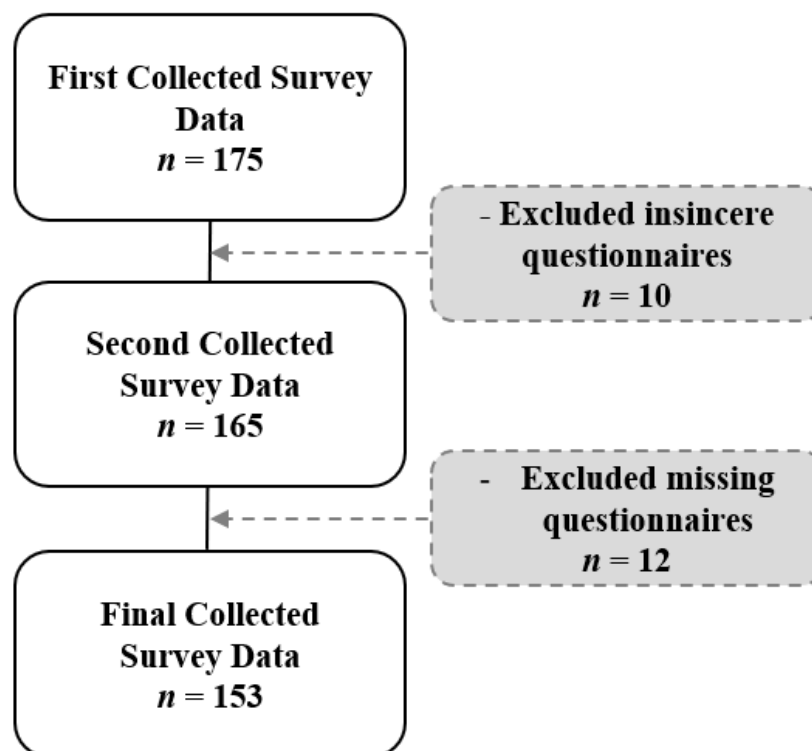 First Collected Survey
Data
n = 175
- Excluded insincere
questionnaires
n = 10
Second Collected
Survey Data
n = 165
- Excluded missing
questionnaires
n = 12
Final Collected
Survey Data
n = 153